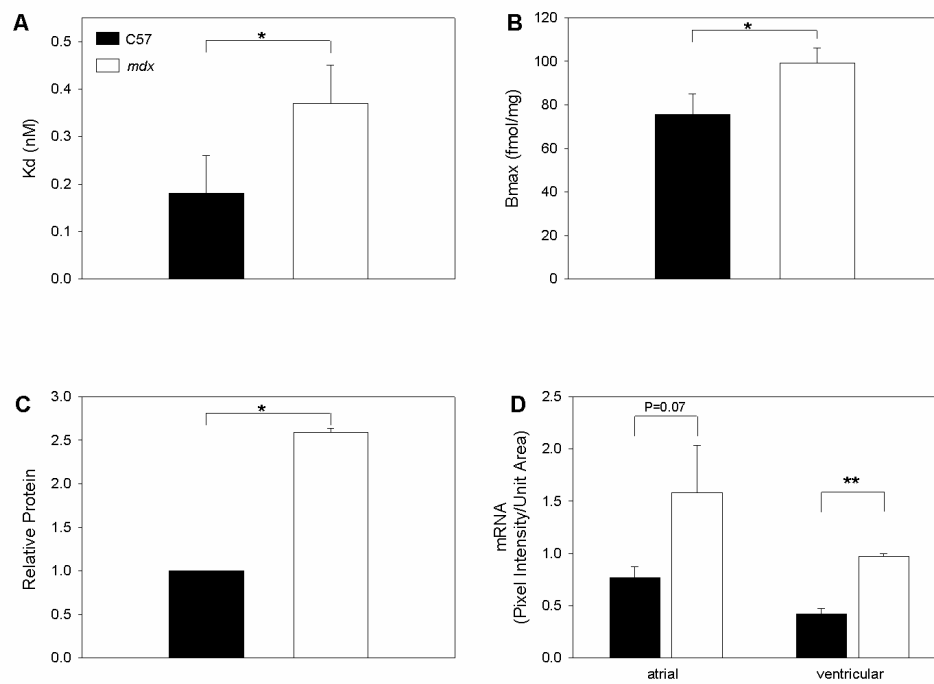 A
0.5
0.4
0.3
0.2
0.1
0.0
Kd (nM)
C57
mdx
*
B
120
100
80
60
40
20
0
Bmax (fmol/mg)
*
C
3.0
2.5
2.0
1.5
1.0
0.5
0.0
Relative Protein
*
D
2.5
2.0
1.5
1.0
0.5
0.0
mRNA
(Pixel Intensity/Unit Area)
P=0.07
**
atrial
ventricular